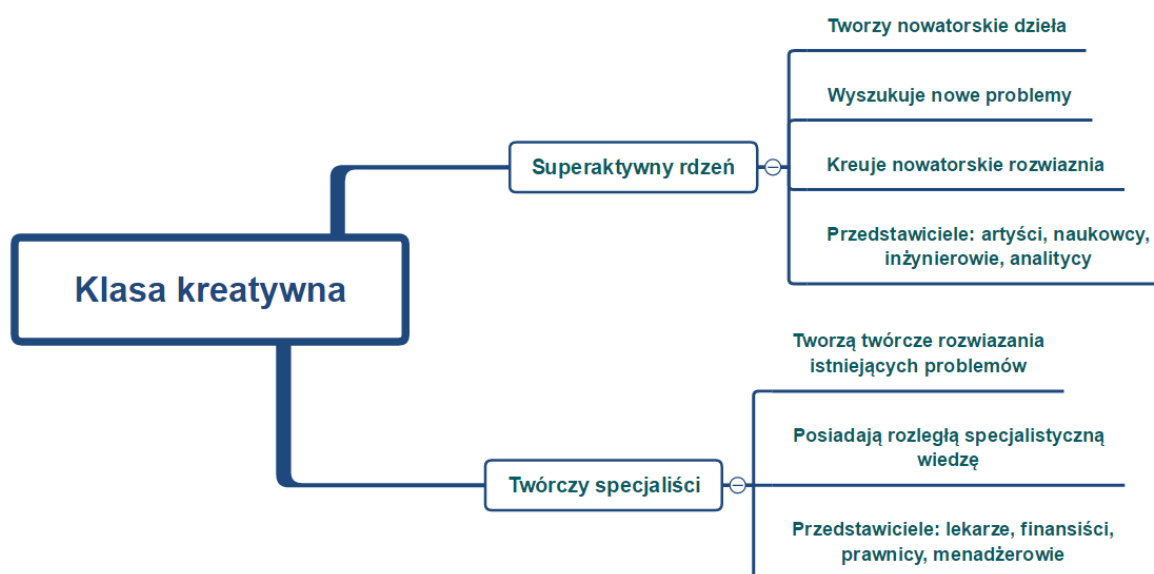 Klasa kreatywna
Superaktywny rdzeń
Tworzy nowatorskie dzieła
Wyszukuje nowe problemy
Kreuje nowatorskie rozwiaznia
Przedstawiciele: artyści, naukowcy,
inżynierowie, analitycy
Twórczy specjaliści
Tworzą twórcze rozwiazania
istniejących problemów
Posiadają rozległą specjalistyczną
wiedzę
Przedstawiciele: lekarze, finansiści,
prawnicy, menadżerowie